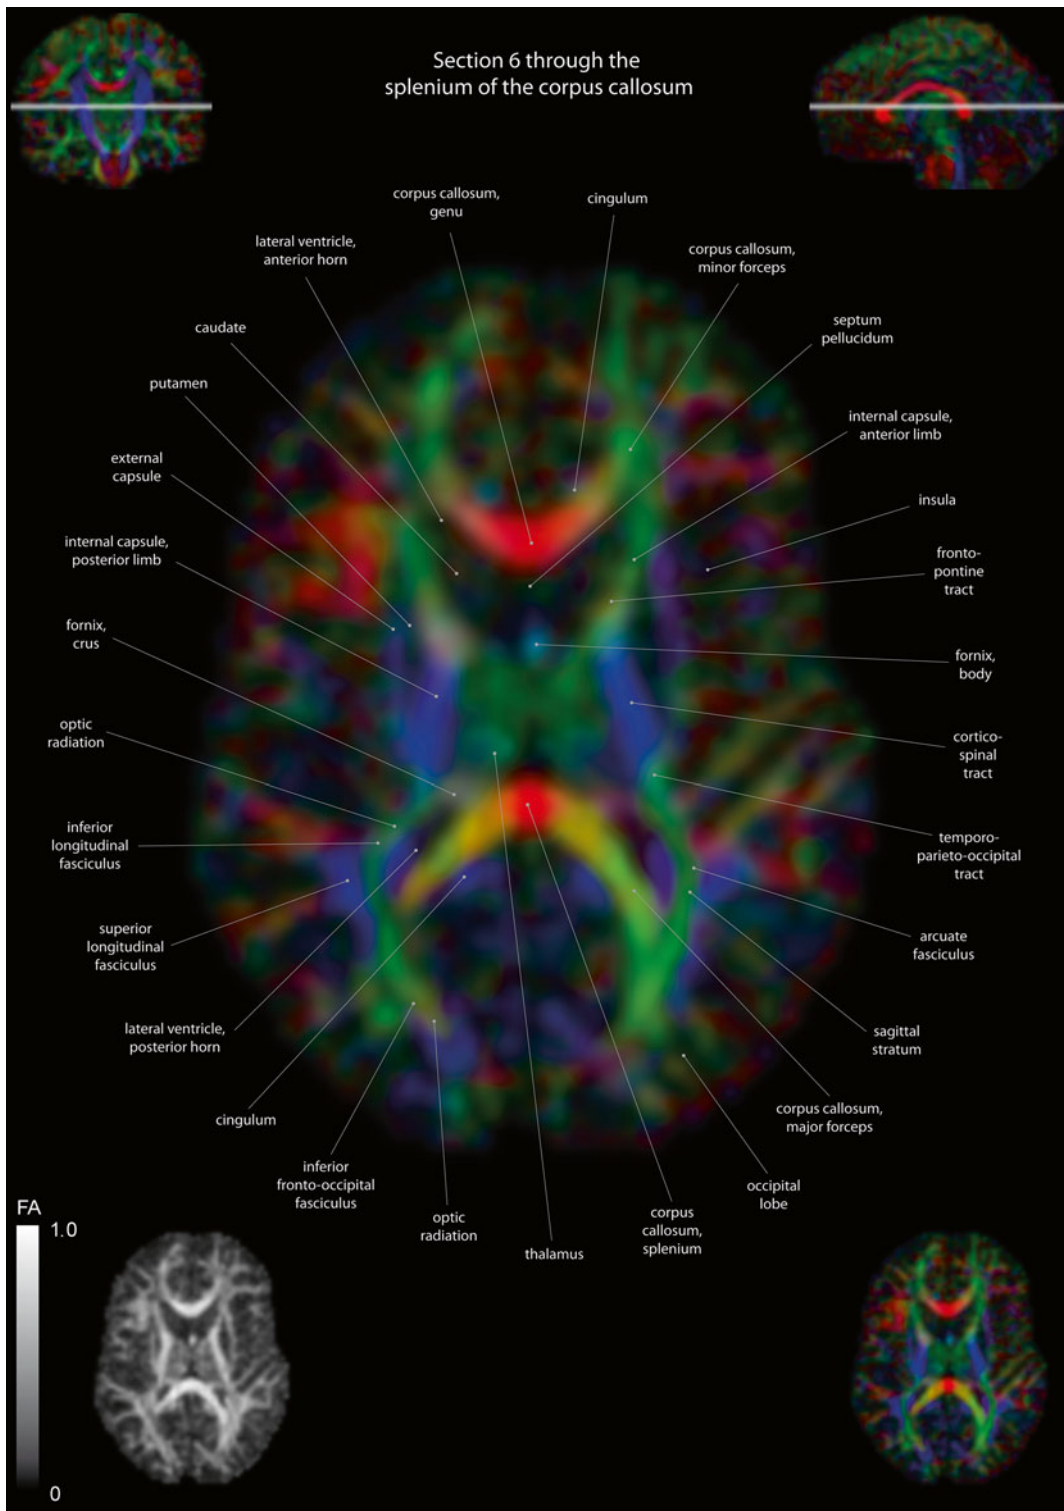 Section 6 through the
splenium of the corpus callosum
corpus callosum,
genu
cingulum
lateral ventricle,
anterior horn
corpus callosum,
minor forceps
caudate
septum
pellucidum
putamen
internal capsule,
anterior limb
external
capsule
insula
internal capsule,
posterior limb
fronto-
pontine
tract
fornix,
crus
fornix,
body
optic
radiation
cortico-
spinal
tract
inferior
longitudinal
fasciculus
temporo-
parieto-occipital
tract
superior
longitudinal
fasciculus
arcuate
fasciculus
lateral ventricle,
posterior horn
sagittal
stratum
cingulum
corpus callosum,
major forceps
inferior
fronto-occipital
fasciculus
occipital
lobe
optic
radiation
corpus
callosum,
splenium
thalamus
FA
1.0
0